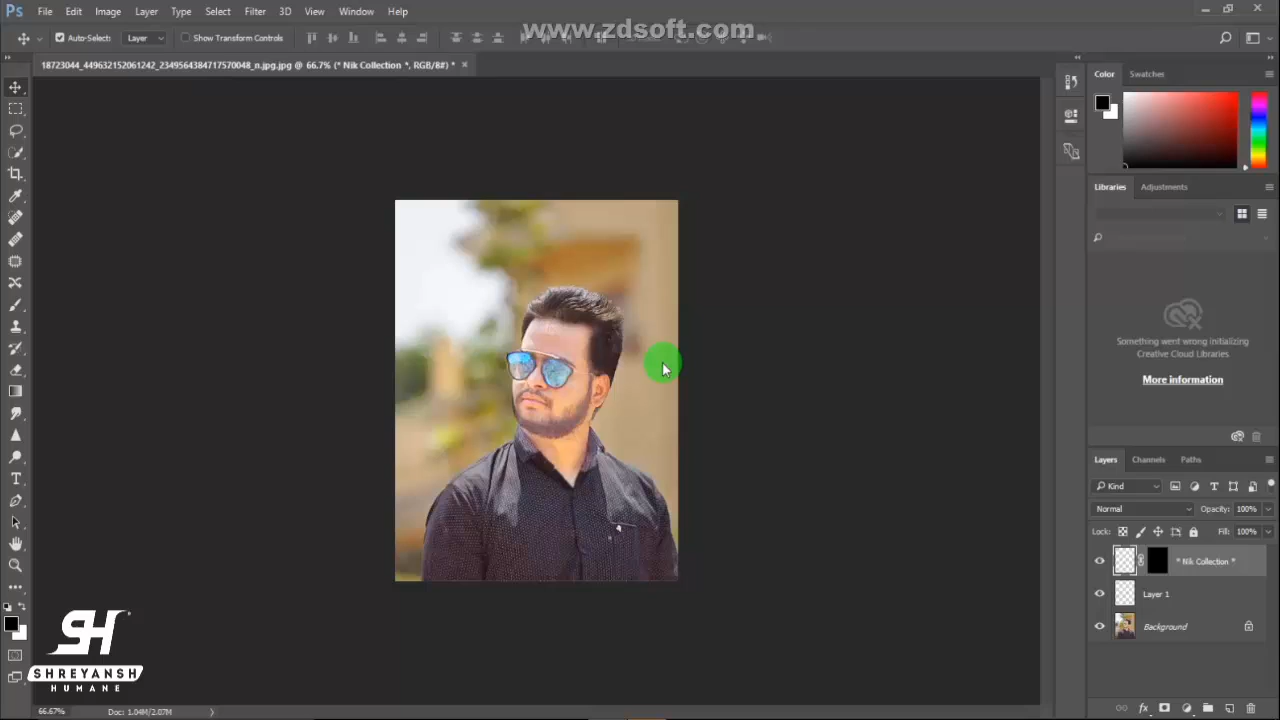 Ps File Edit Image Layer Type Select Filter 3D View Window Help
www.zdsoft.com
Auto-Select: Layer Show Transform Controls
18723044_449632152061242_2349564384717570048_n.jpg.jpg @ 66.7% (* Nik Collection *, RGB/8#) * ×
Color Swatches
Libraries Adjustments
Something went wrong initializing
Creative Cloud Libraries
More information
Layers Channels Paths
Kind
Normal Opacity: 100%
Lock: Fill: 100%
* Nik Collection *
Layer 1
Background
SH
SHREYANSH
HUMANE
66.67% Doc: 1.04M/2.07M